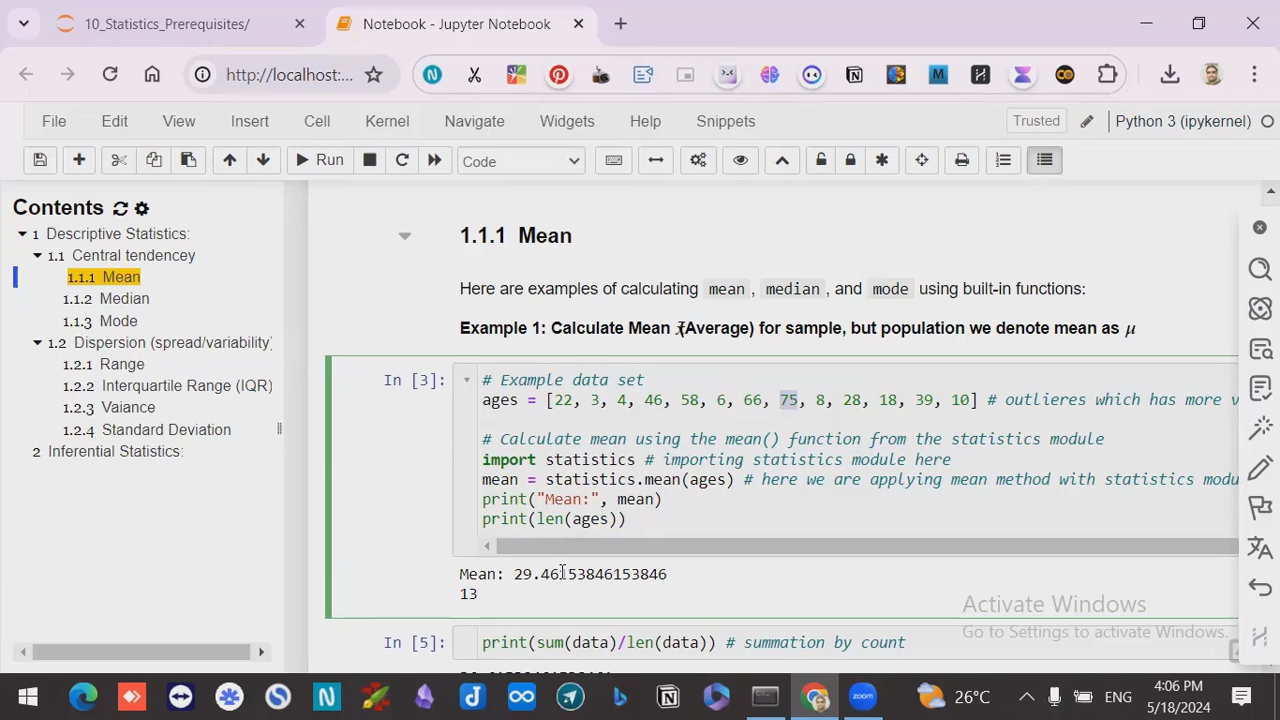 10_Statistics_Prerequisites/
Notebook - Jupyter Notebook
http://localhost:...
File Edit View Insert Cell Kernel Navigate Widgets Help Snippets
Trusted
Python 3 (ipykernel)
Run
Code
Contents
1 Descriptive Statistics:
1.1 Central tendencey
1.1.1 Mean
1.1.2 Median
1.1.3 Mode
1.2 Dispersion (spread/variability)
1.2.1 Range
1.2.2 Interquartile Range (IQR)
1.2.3 Vaiance
1.2.4 Standard Deviation
2 Inferential Statistics:
1.1.1 Mean
Here are examples of calculating mean, median, and mode using built-in functions:
Example 1: Calculate Mean (Average) for sample, but population we denote mean as μ
In [3]:
# Example data set
ages = [22, 3, 4, 46, 58, 6, 66, 75, 8, 28, 18, 39, 10] # outlieres which has more v
# Calculate mean using the mean() function from the statistics module
import statistics # importing statistics module here
mean = statistics.mean(ages) # here we are applying mean method with statistics modu
print("Mean:", mean)
print(len(ages))
Mean: 29.46153846153846
13
In [5]:
print(sum(data)/len(data)) # summation by count
Activate Windows
Go to Settings to activate Windows.
26°C
ENG
4:06 PM
5/18/2024